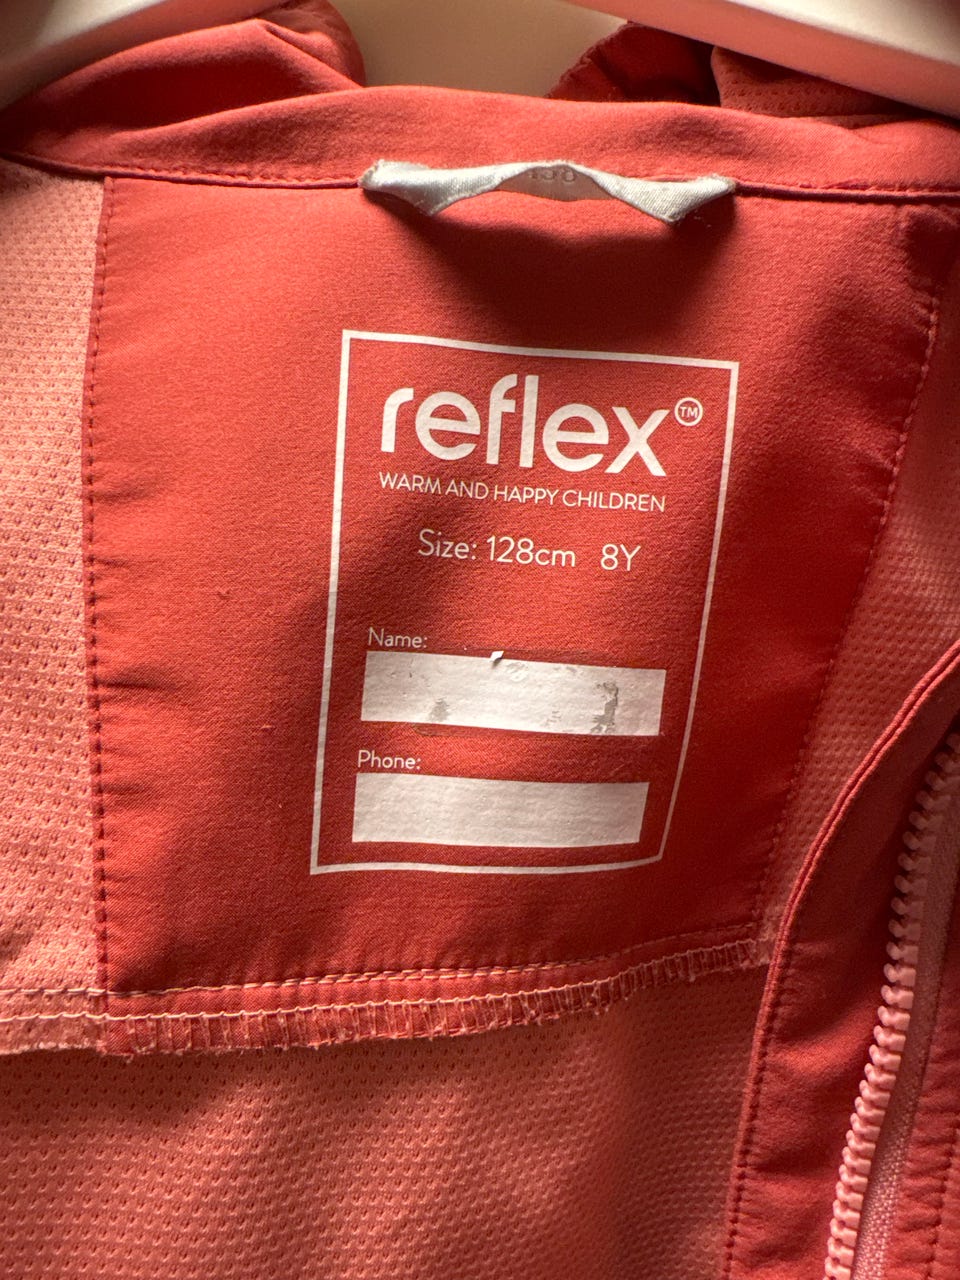 reflex™
WARM AND HAPPY CHILDREN
Size: 128cm 8Y
Name:
Phone: